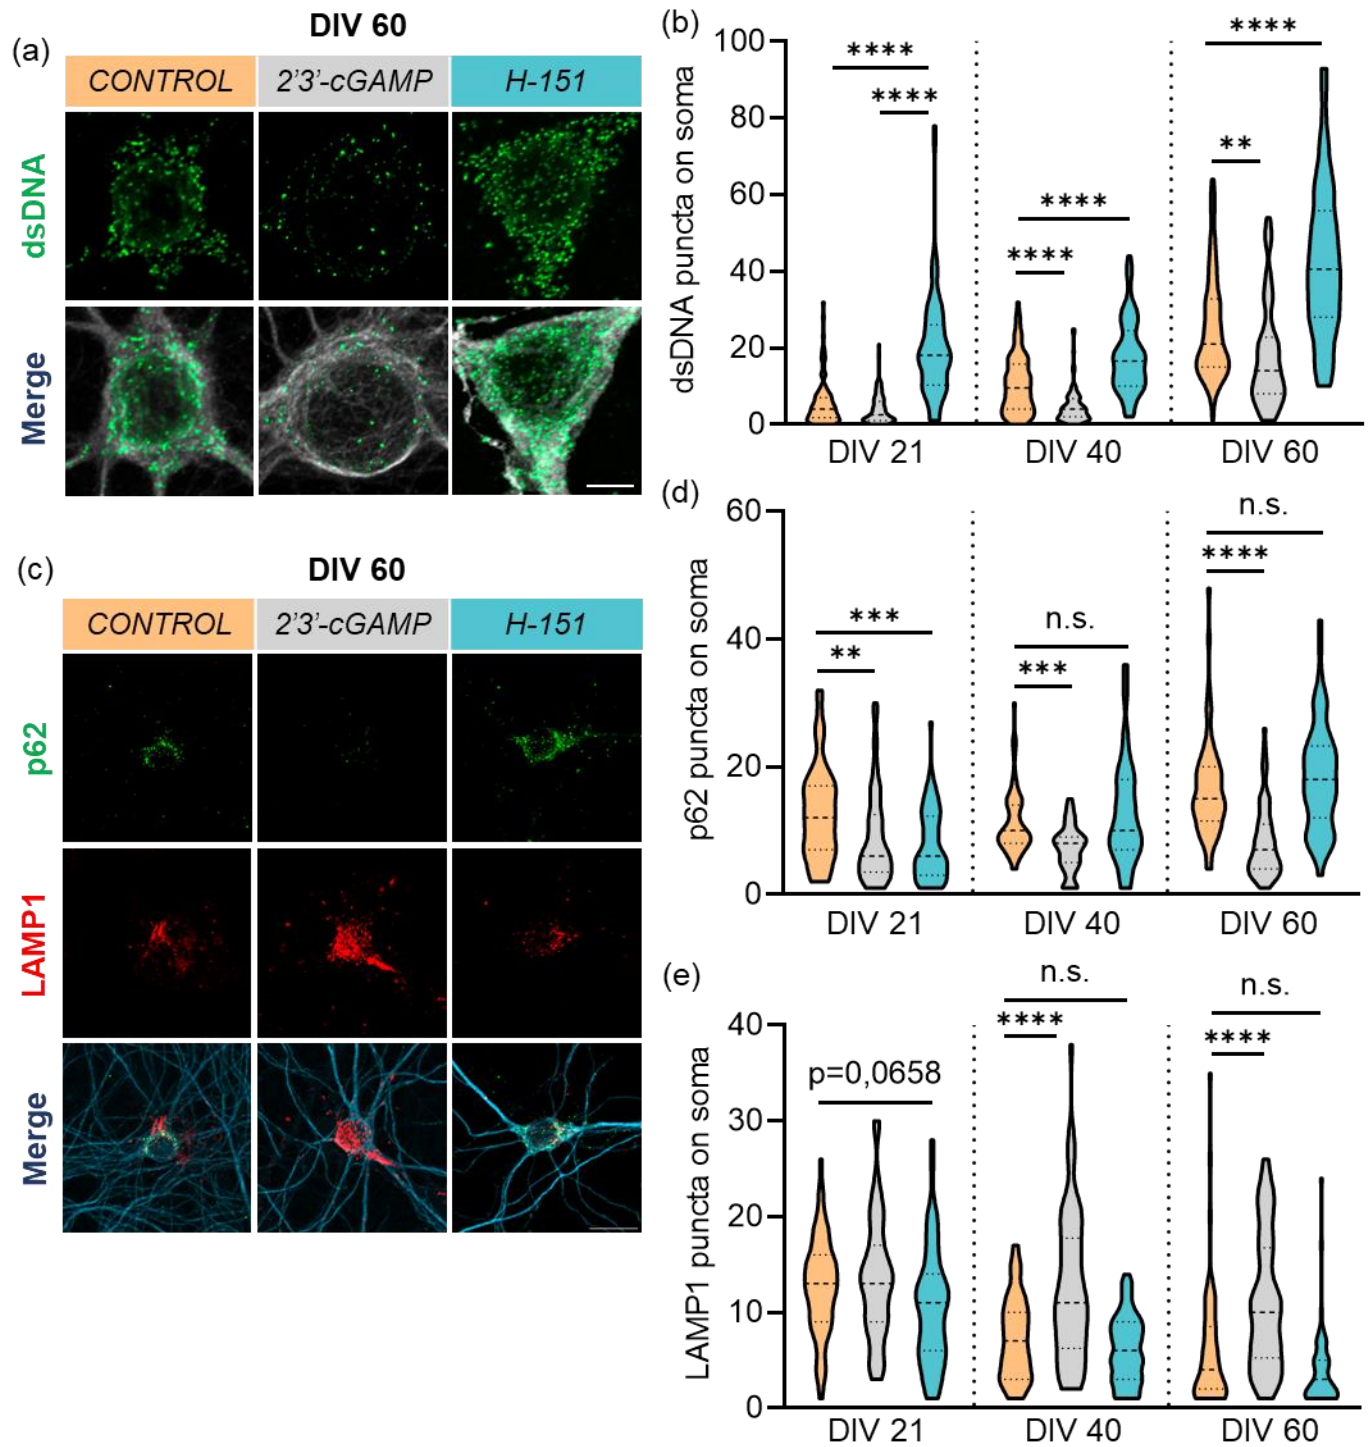 (a)
DIV 60
CONTROL
2'3'-cGAMP
H-151
dsDNA
Merge
(b)
dsDNA puncta on soma
100
80
60
40
20
0
****
****
****
****
****
**
DIV 21
DIV 40
DIV 60
(c)
DIV 60
CONTROL
2'3'-cGAMP
H-151
p62
LAMP1
Merge
(d)
p62 puncta on soma
60
40
20
0
***
**
n.s.
***
n.s.
****
DIV 21
DIV 40
DIV 60
(e)
LAMP1 puncta on soma
40
30
20
10
0
p=0,0658
n.s.
****
n.s.
****
DIV 21
DIV 40
DIV 60